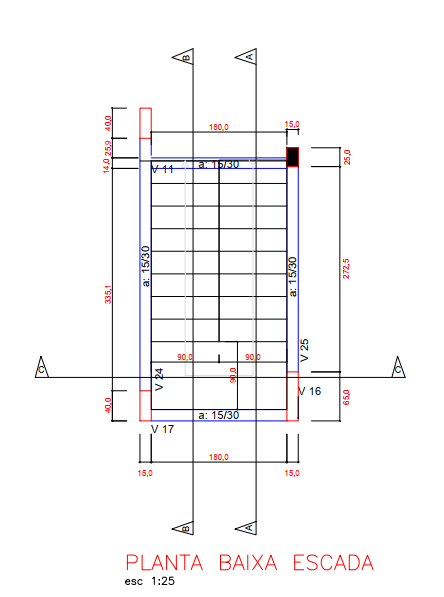 B
A
40,0
180,0
15,0
25,9
14,0
25,0
a: 15/30
V 11
a: 15/30
335,1
a: 15/30
272,5
V 25
90,0
90,0
90,0
C
C
V 24
V 16
40,0
65,0
a: 15/30
V 17
180,0
15,0
15,0
B
A
PLANTA BAIXA ESCADA
esc 1:25